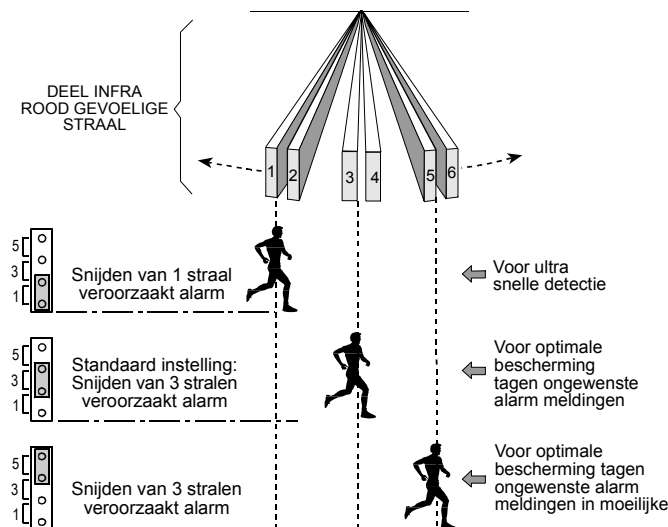 DEEL INFRA
ROOD GEVOELIGE
STRAAL
1
2
3
4
5
6
5
3
1
Snijden van 1 straal
veroorzaakt alarm
Voor ultra
snelle detectie
5
3
1
Standaard instelling:
Snijden van 3 stralen
veroorzaakt alarm
Voor optimale
bescherming
tagen ongewenste
alarm meldingen
5
3
1
Snijden van 3 stralen
veroorzaakt alarm
Voor optimale
bescherming tagen
ongewenste alarm
meldingen in moeilijke